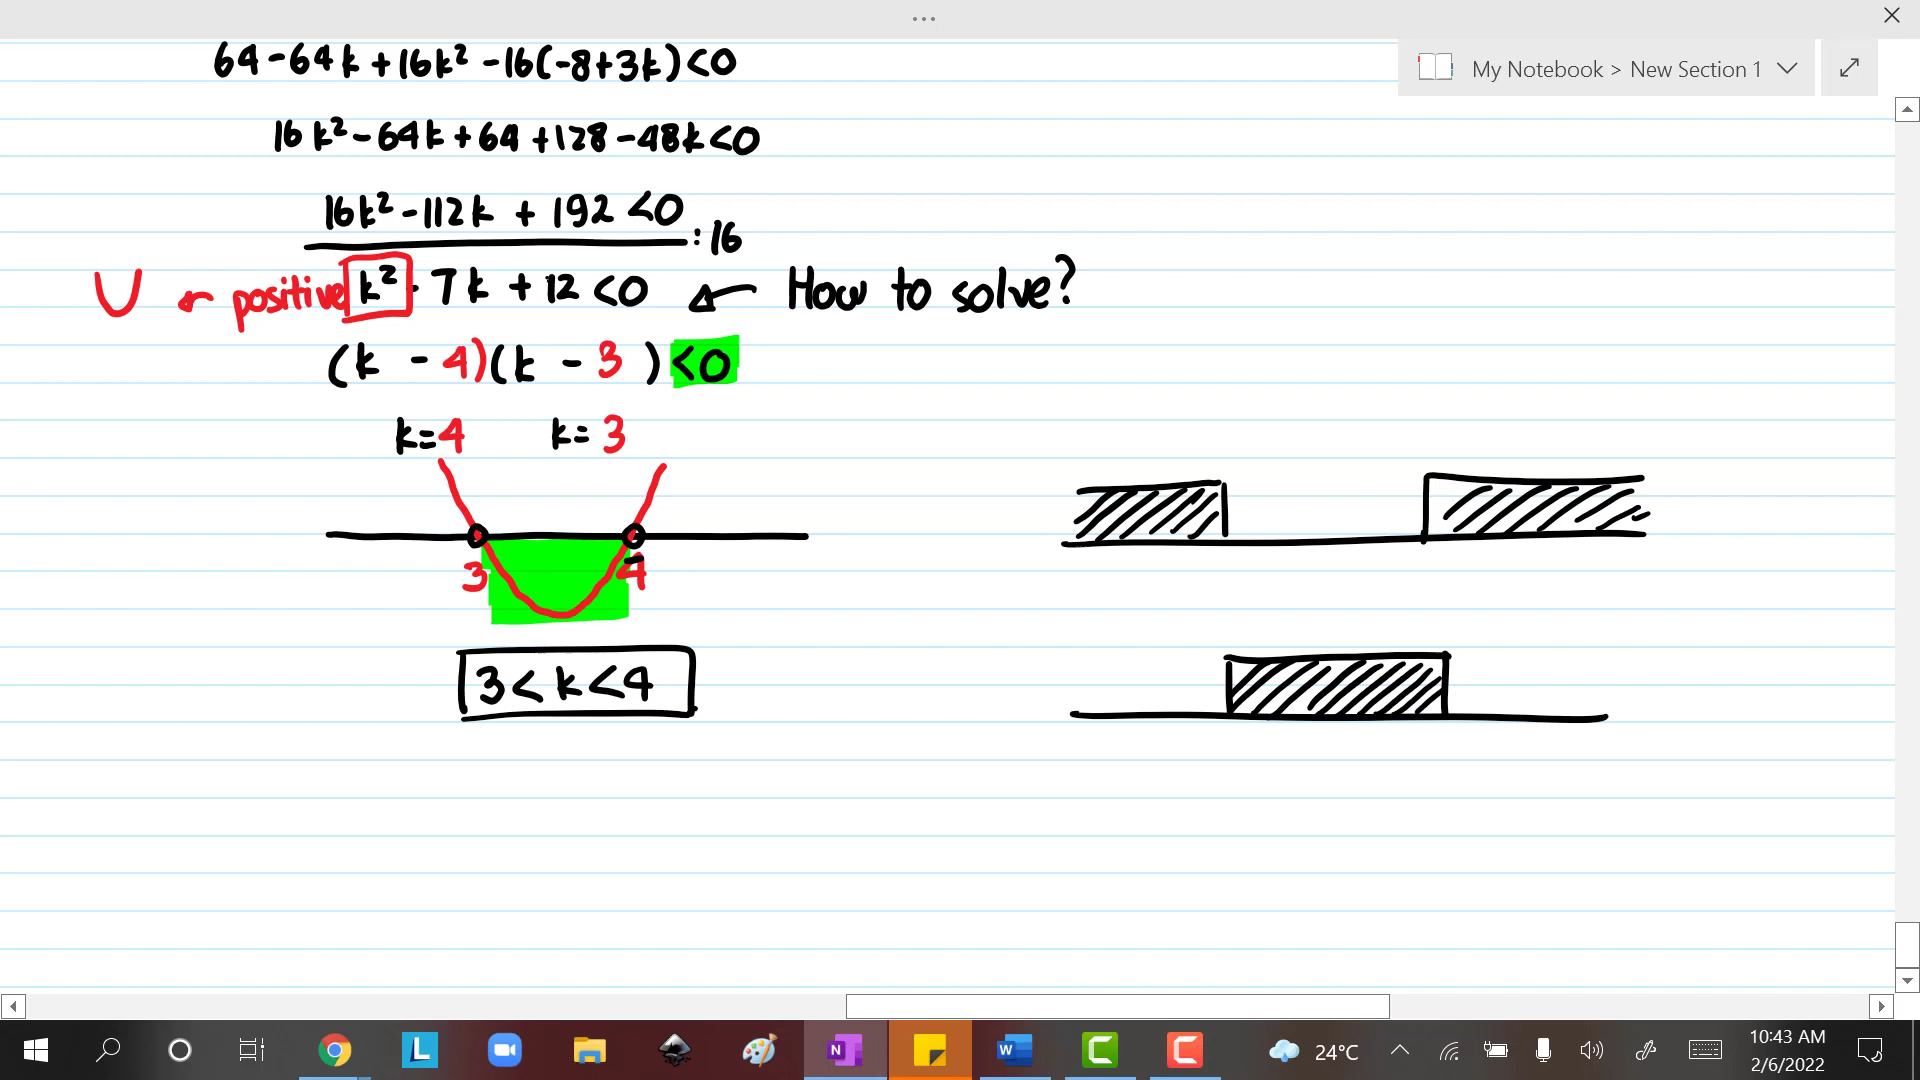 64-64k+16k²-16(-8+3k)<0
My Notebook > New Section 1
16k²-64k+64+128-48k<0
16k²-112k + 192<0
:16
U ← positive k² - 7k + 12 <0 ← How to solve?
(k - 4)(k - 3) <0
k=4 k=3
3 4
3 < k < 4
L
N
W
24°C
10:43 AM
2/6/2022